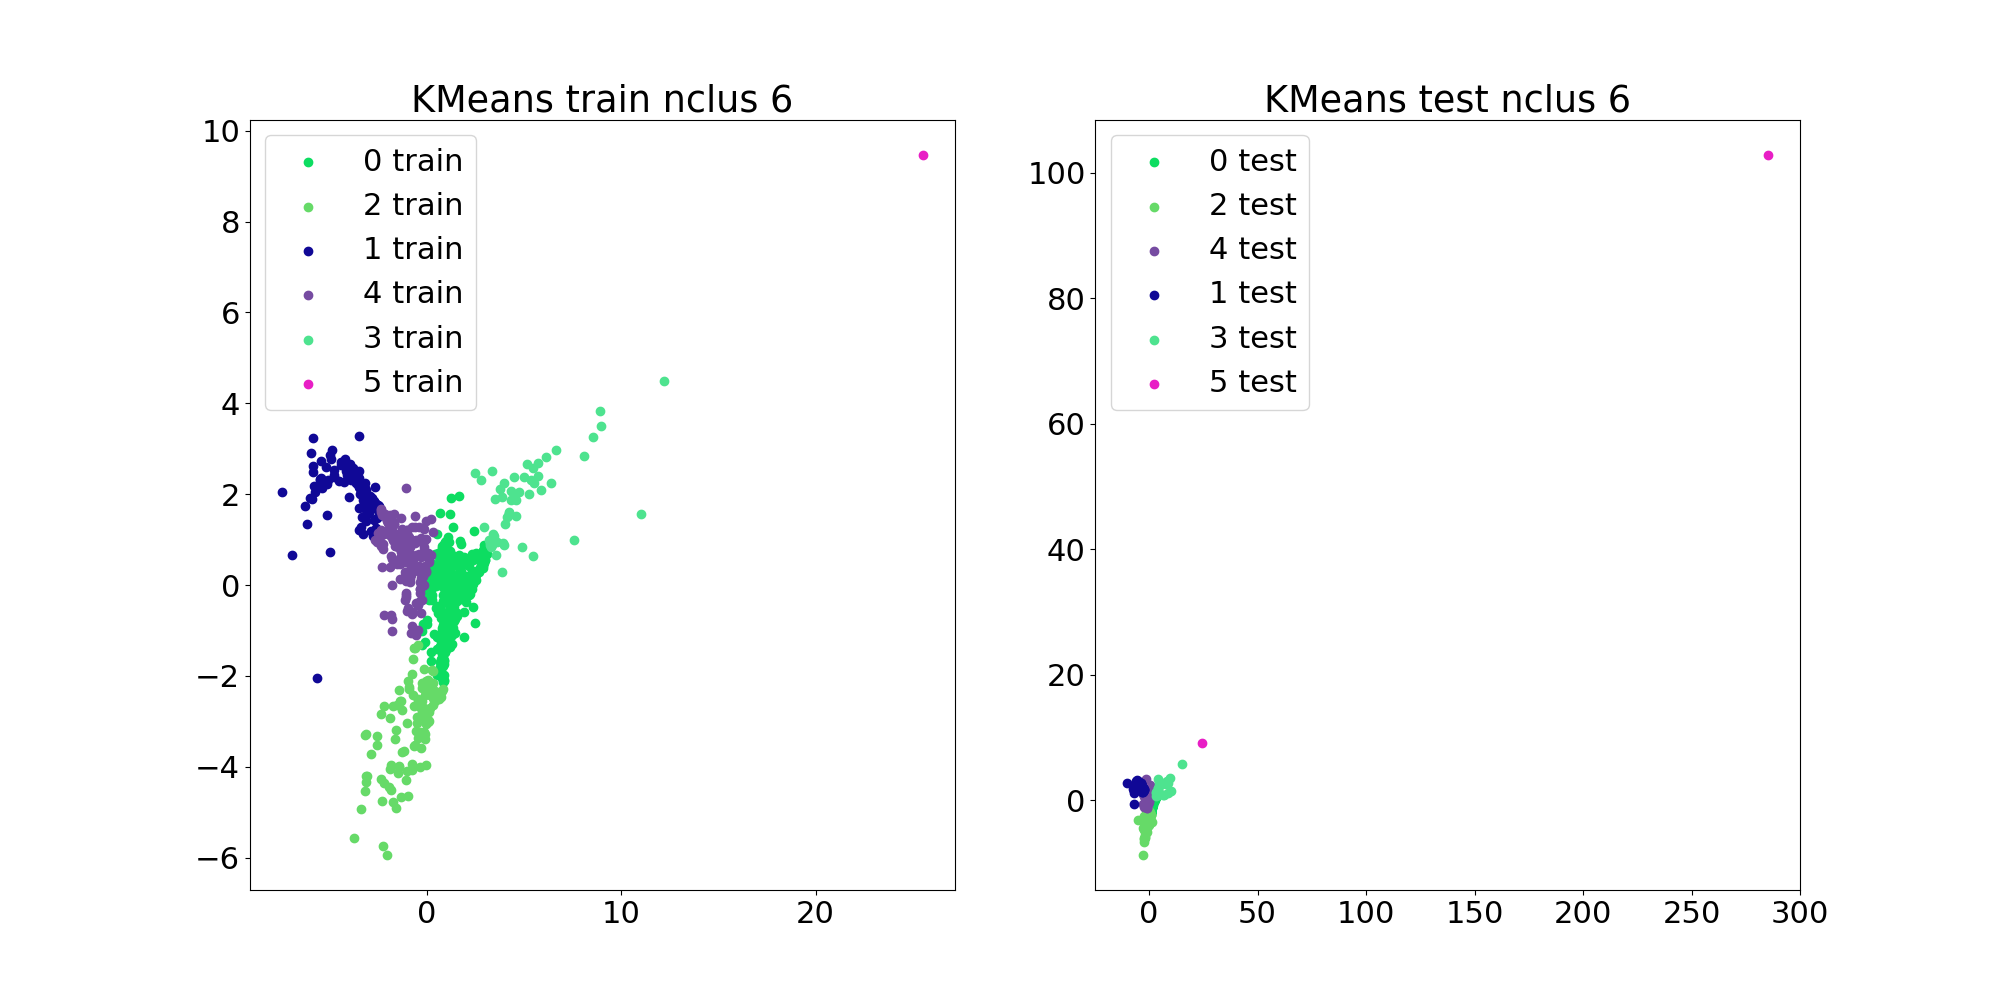 KMeans train nclus 6
10
8
6
4
2
0
−2
−4
−6
0 train
2 train
1 train
4 train
3 train
5 train
0
10
20
KMeans test nclus 6
100
80
60
40
20
0
0 test
2 test
4 test
1 test
3 test
5 test
0
50
100
150
200
250
300